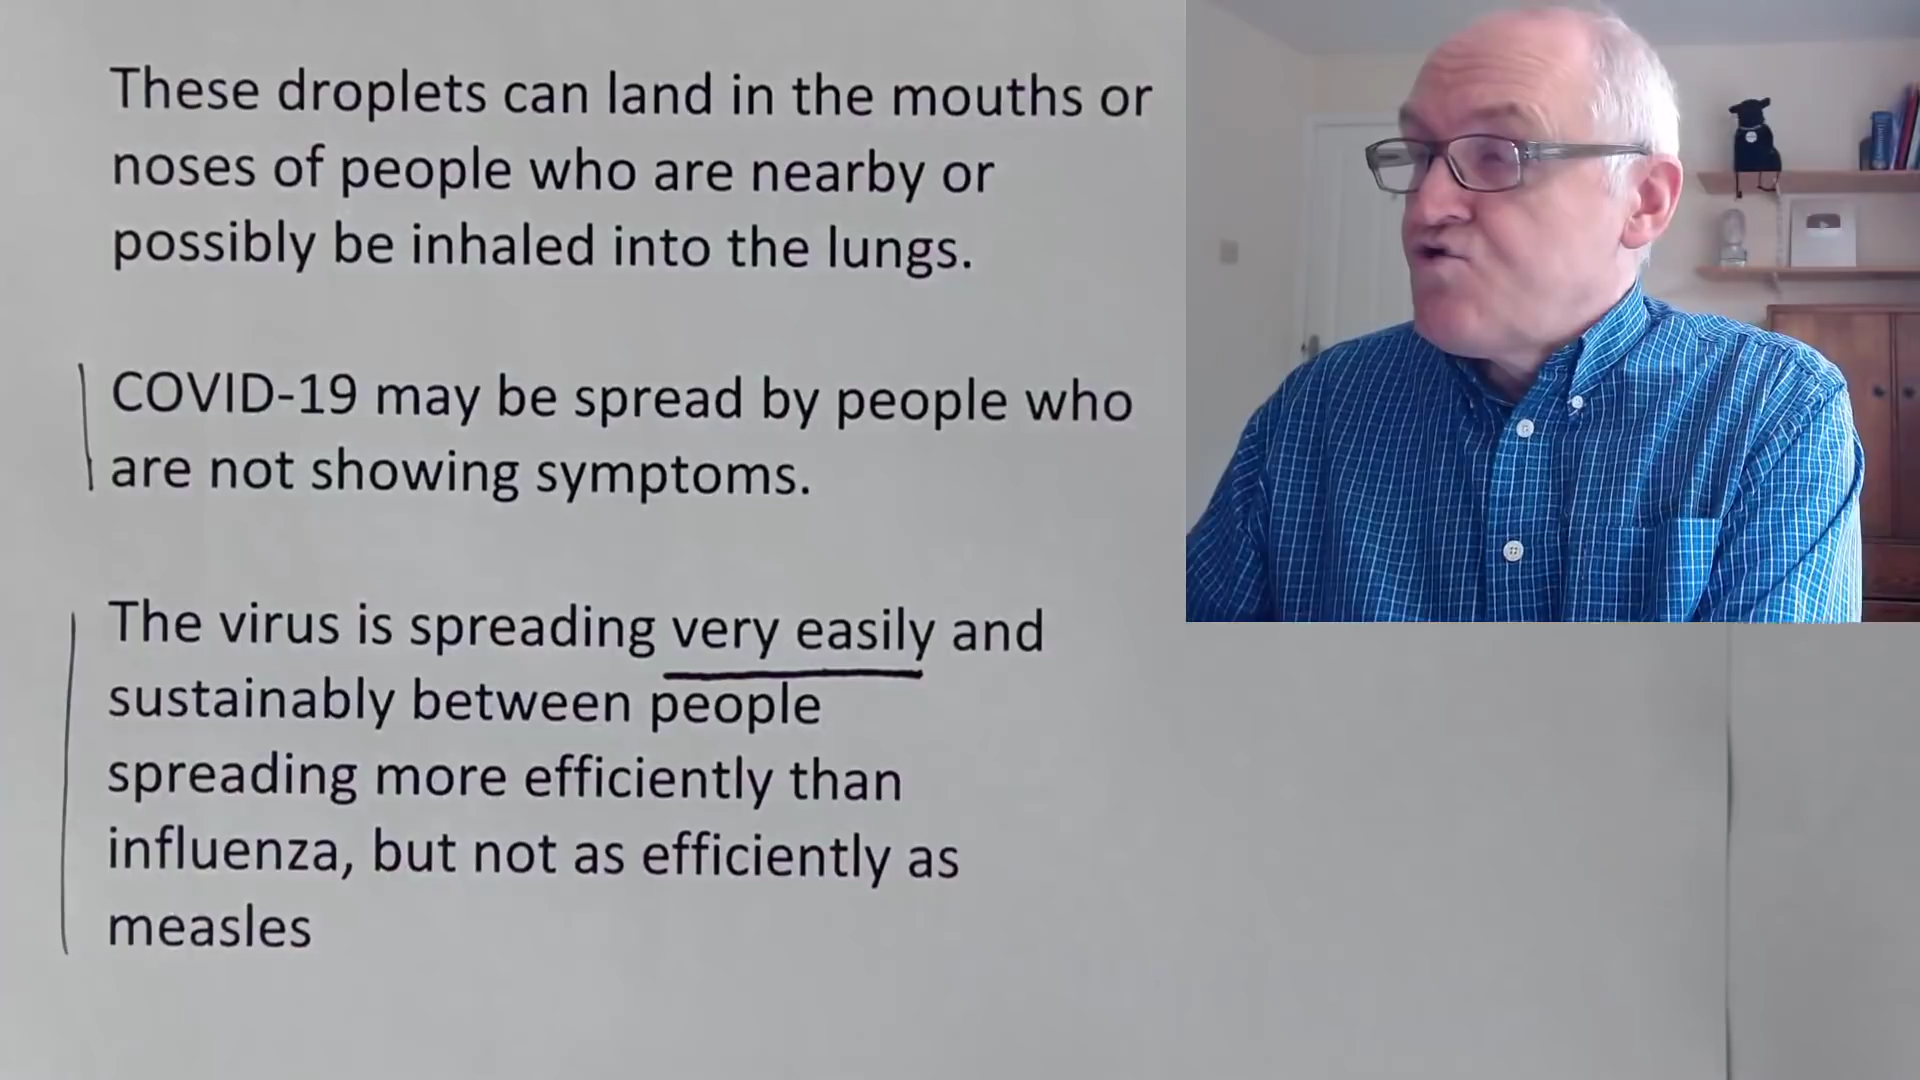 These droplets can land in the mouths or
noses of people who are nearby or
possibly be inhaled into the lungs.
COVID-19 may be spread by people who
are not showing symptoms.
The virus is spreading very easily and
sustainably between people
spreading more efficiently than
influenza, but not as efficiently as
measles